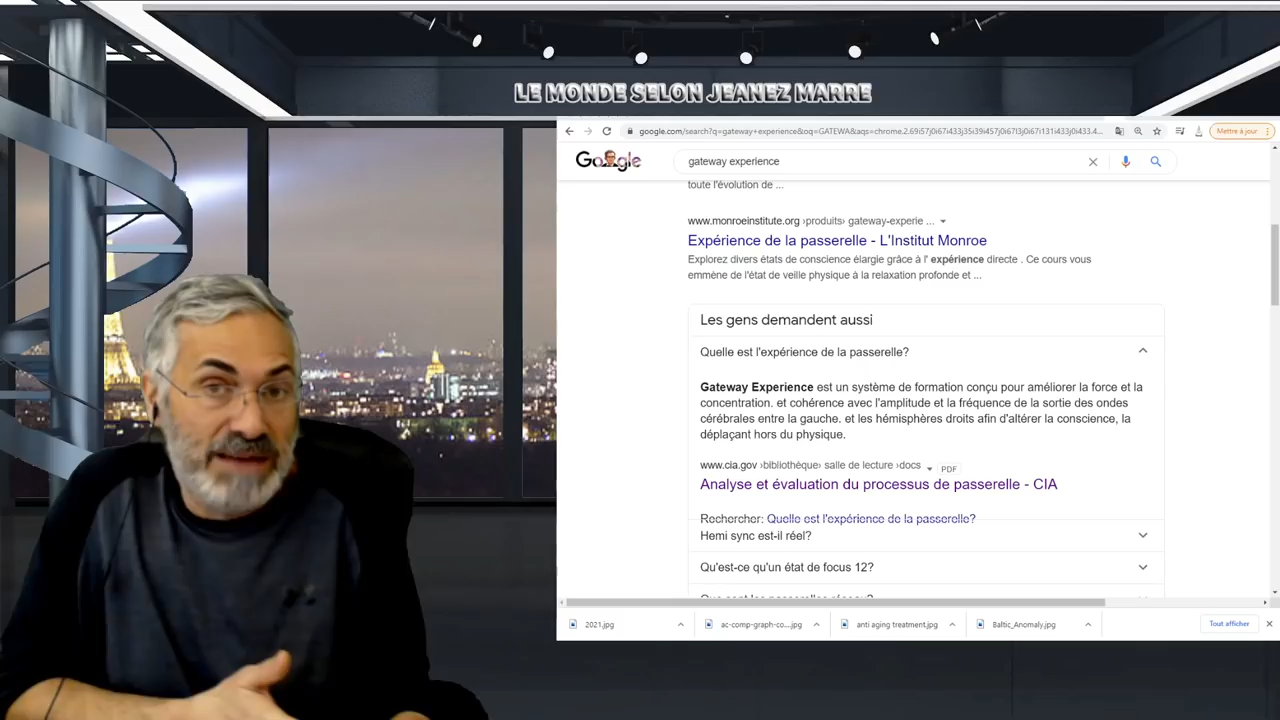 LE MONDE SELON JEANEZ MARRE
google.com/search?q=gateway+experience&oq=GATEWA&aqs=chrome.2.69i57j0i67i433j35i39i457j0i67l3j0i67i131i433j0i433.4...
Mettre à jour
Google
gateway experience
toute l'évolution de ...
www.monroeinstitute.org ›produits› gateway-experie ...
Expérience de la passerelle - L'Institut Monroe
Explorez divers états de conscience élargie grâce à l' expérience directe . Ce cours vous
emmène de l'état de veille physique à la relaxation profonde et ...
Les gens demandent aussi
Quelle est l'expérience de la passerelle?
Gateway Experience est un système de formation conçu pour améliorer la force et la
concentration. et cohérence avec l'amplitude et la fréquence de la sortie des ondes
cérébrales entre la gauche. et les hémisphères droits afin d'altérer la conscience, la
déplaçant hors du physique.
www.cia.gov ›bibliothèque› salle de lecture ›docs PDF
Analyse et évaluation du processus de passerelle - CIA
Rechercher: Quelle est l'expérience de la passerelle?
Hemi sync est-il réel?
Qu'est-ce qu'un état de focus 12?
2021.jpg
ac-comp-graph-co....jpg
anti aging treatment.jpg
Baltic_Anomaly.jpg
Tout afficher